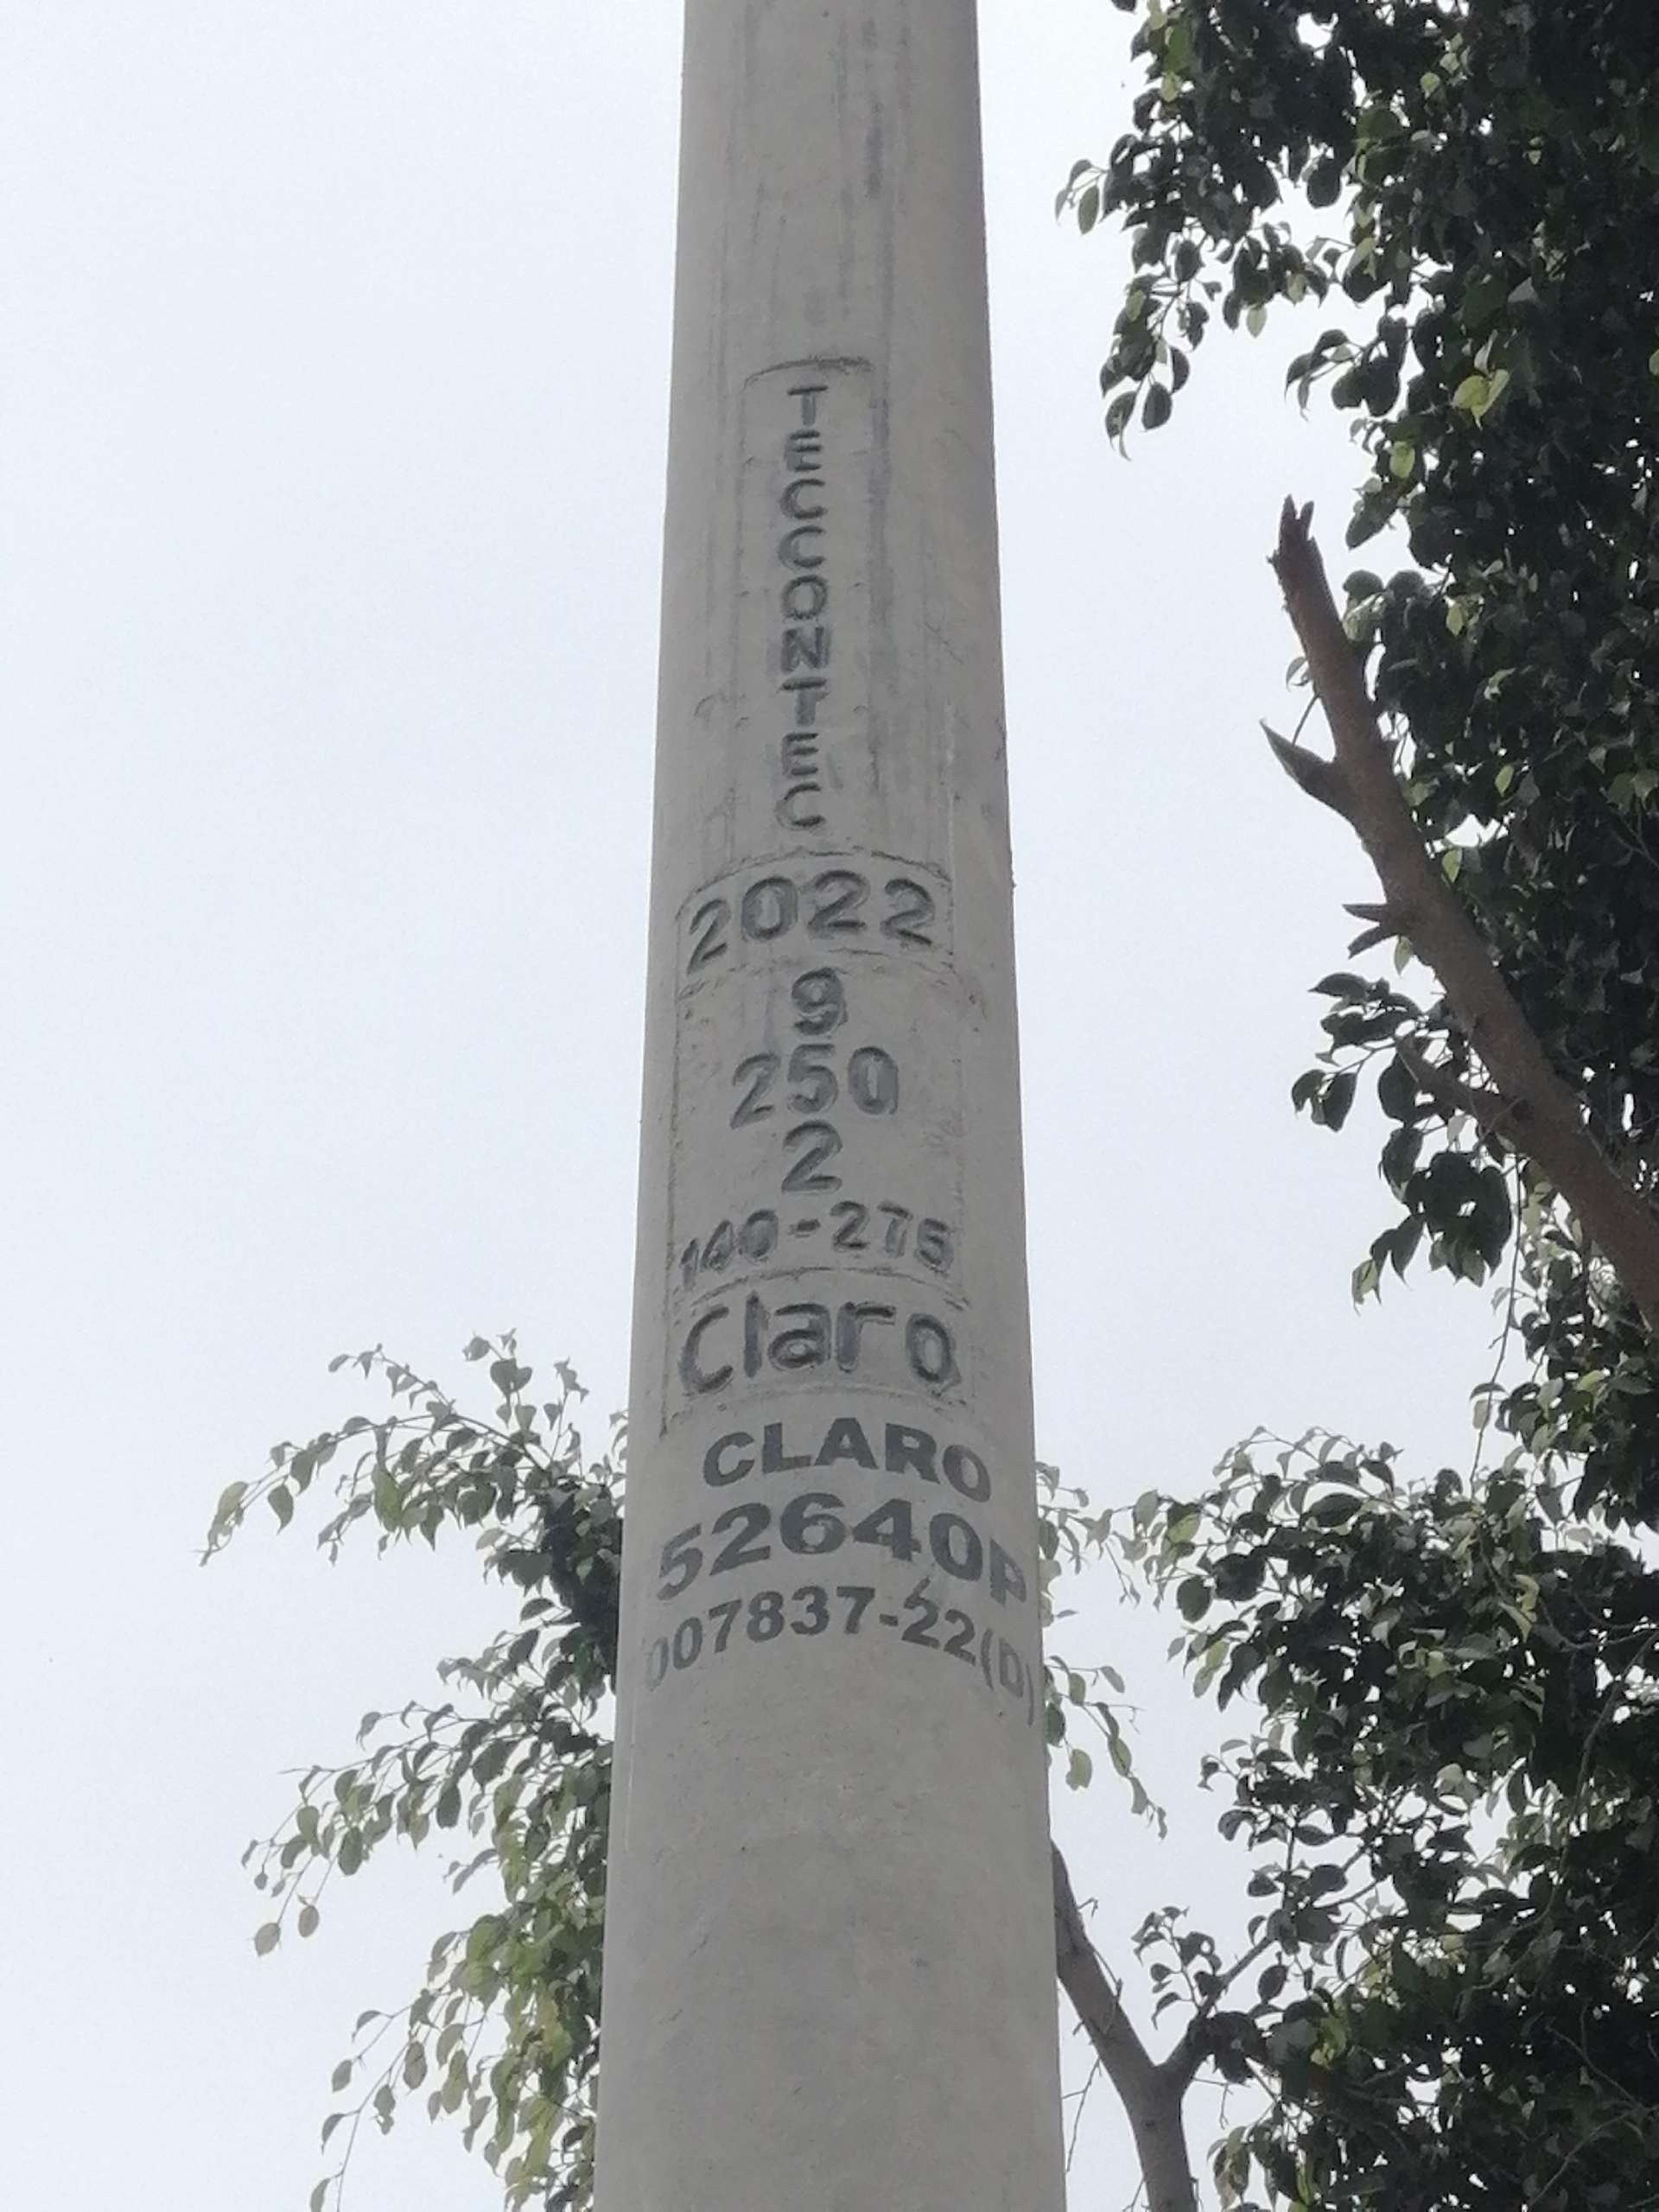 TECCONTEC
2022
9
250
2
140-275
Claro
CLARO
52640P
007837-22(D)